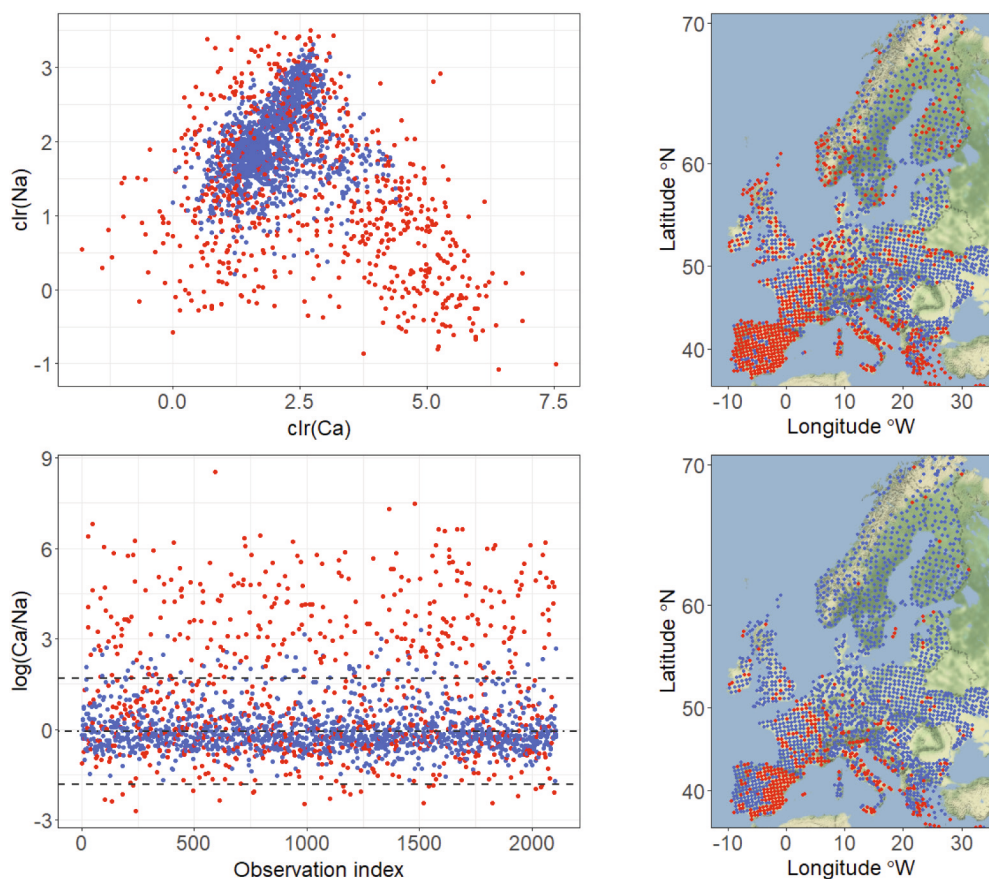 3
2
1
0
-1
clr(Na)
0.0 2.5 5.0 7.5
clr(Ca)
70
60
50
40
Latitude °N
-10 0 10 20 30
Longitude °W
9
6
3
0
-3
log(Ca/Na)
0 500 1000 1500 2000
Observation index
70
60
50
40
Latitude °N
-10 0 10 20 30
Longitude °W